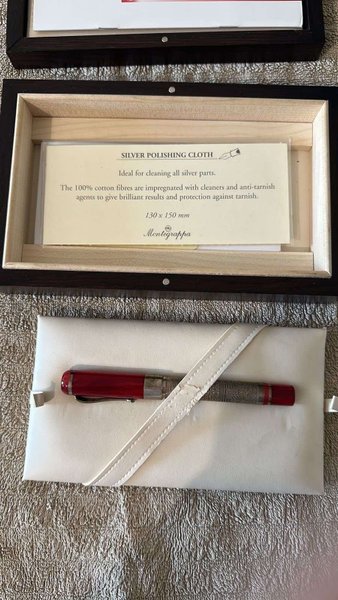 SILVER POLISHING CLOTH
Ideal for cleaning all silver parts.
The 100% cotton fibres are impregnated with cleaners and anti-tarnish
agents to give brilliant results and protection against tarnish.
130 x 150 mm
Montegrappa